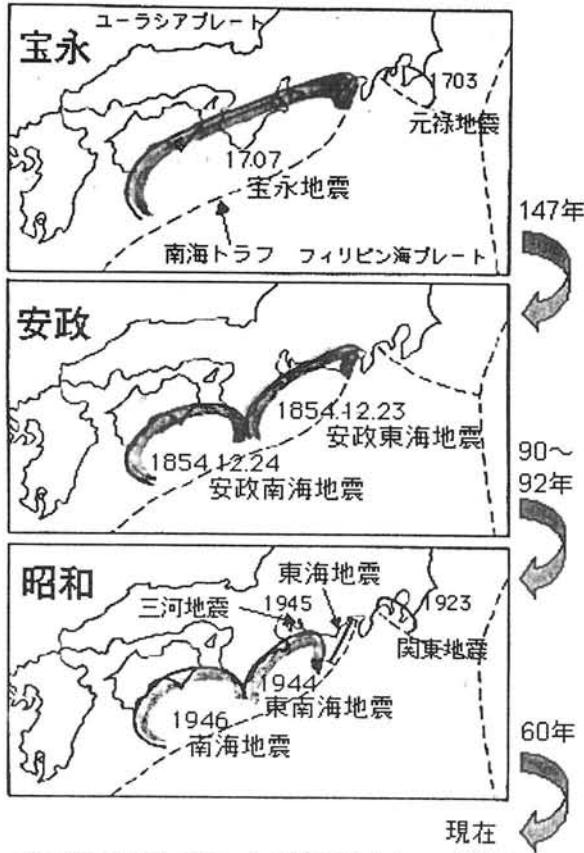 ユーラシアプレート
宝永
1703
元禄地震
1707
宝永地震
南海トラフ
フィリピン海プレート
147年
安政
1854.12.23
安政東海地震
1854.12.24
安政南海地震
90〜
92年
昭和
東海地震
三河地震
1945
1923
関東地震
1944
東南海地震
1946
南海地震
60年
現在